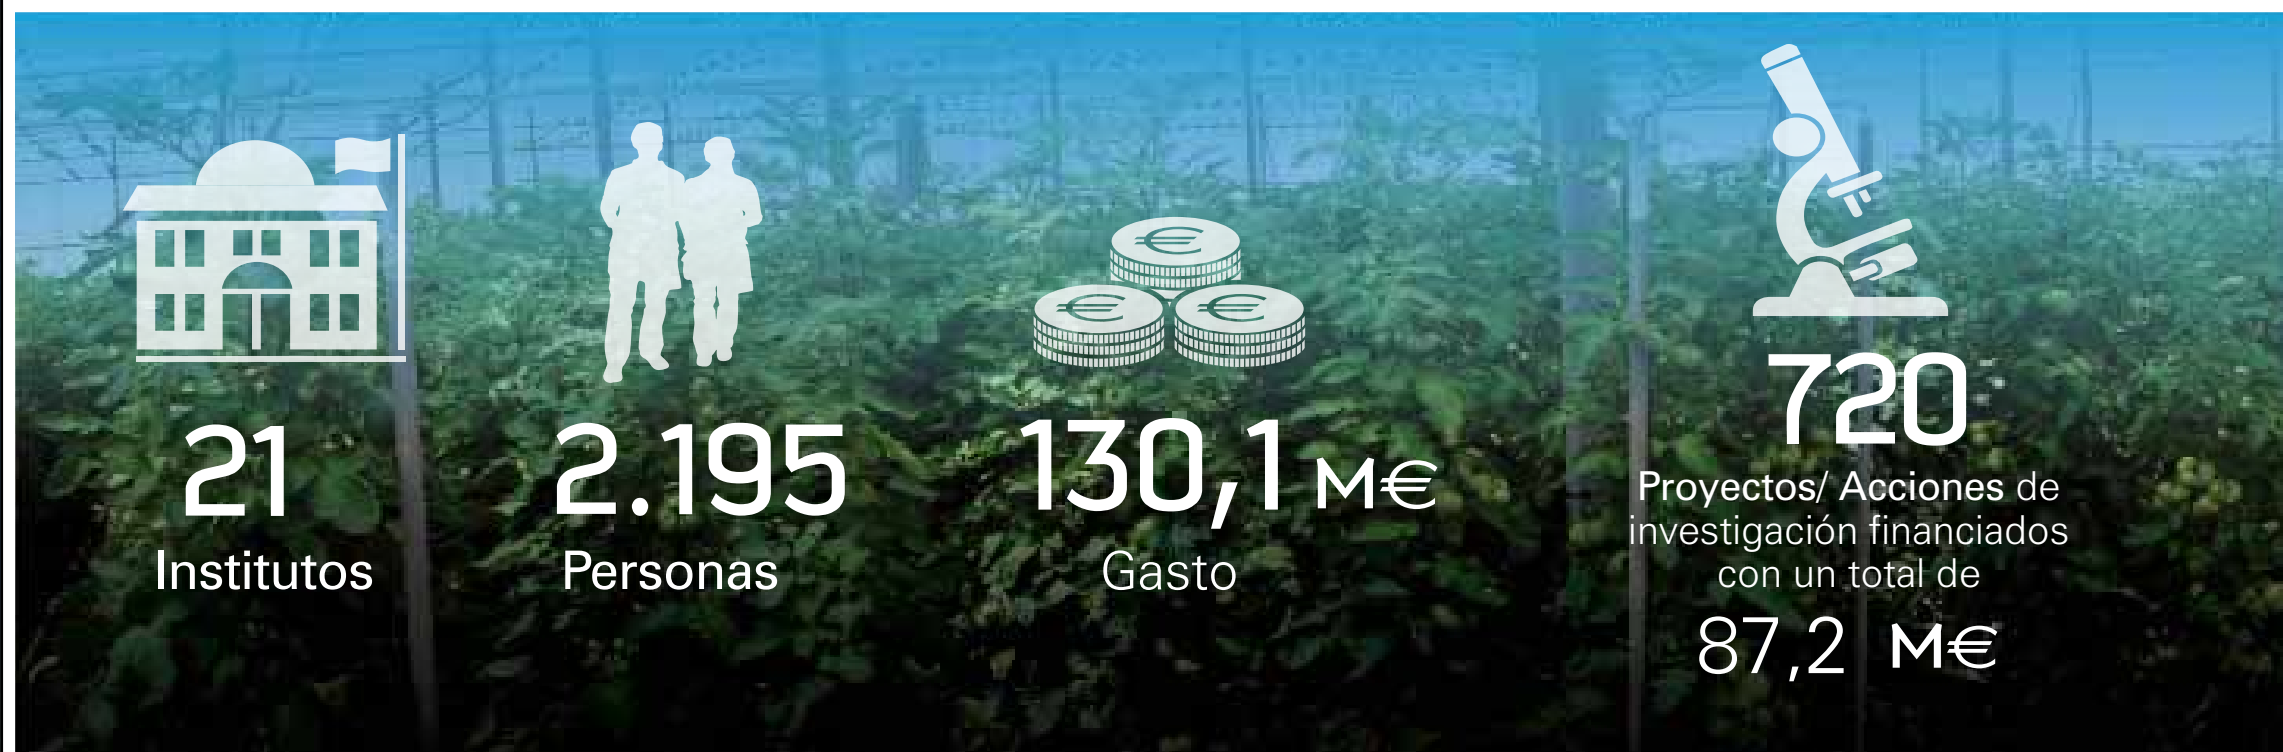 21
Institutos
2.195
Personas
130,1 M€
Gasto
720
Proyectos/ Acciones de
investigación financiados
con un total de
87,2 M€